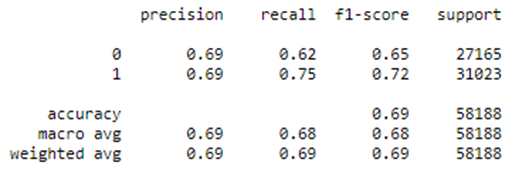 precision recall f1-score support
0 0.69 0.62 0.65 27165
1 0.69 0.75 0.72 31023
accuracy 0.69 58188
macro avg 0.69 0.68 0.68 58188
weighted avg 0.69 0.69 0.69 58188